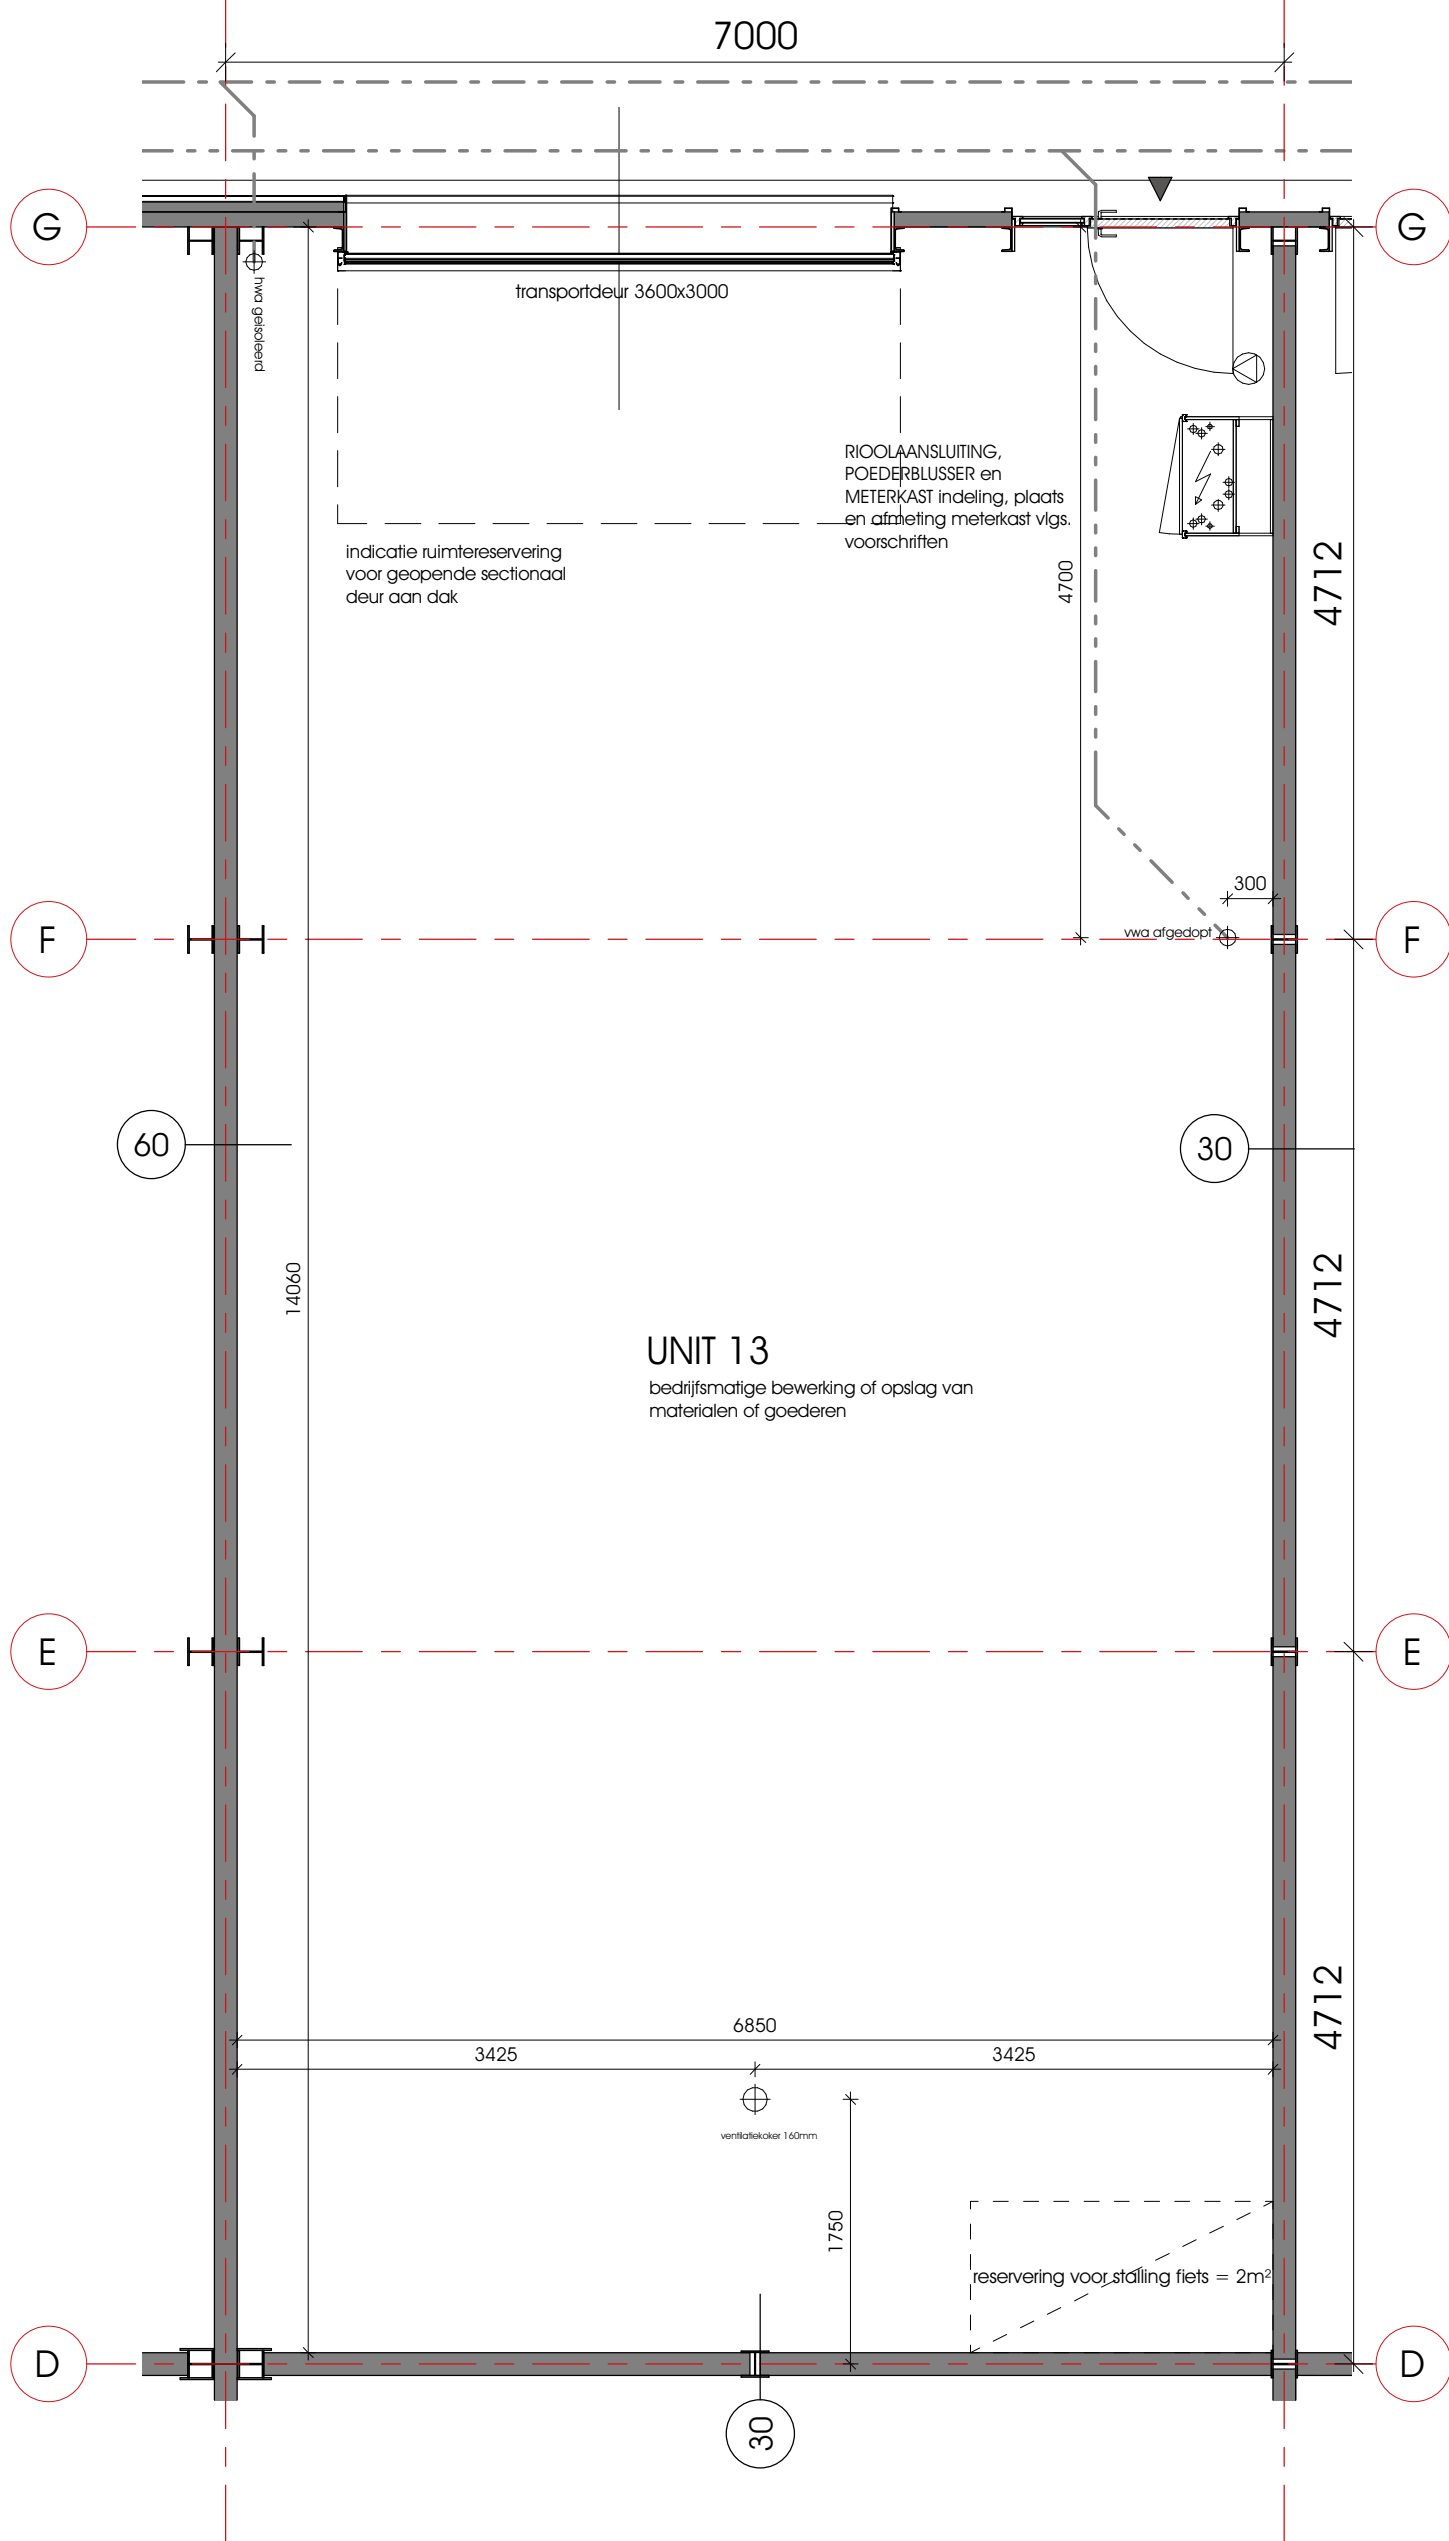 7000
G
G
hwa geisoleerd
transportdeur 3600x3000
RIOOLAANSLUITING,
POEDERBLUSSER en
METERKAST indeling, plaats
en afmeting meterkast vlgs.
voorschriften
indicatie ruimtereservering
voor geopende sectionaal
deur aan dak
4700
4712
300
F
vwa afgedopt
F
60
30
14060
4712
UNIT 13
bedrijfsmatige bewerking of opslag van
materialen of goederen
E
E
4712
6850
3425
3425
ventilatiekoker 160mm
1750
reservering voor stalling fiets = 2m²
D
D
30